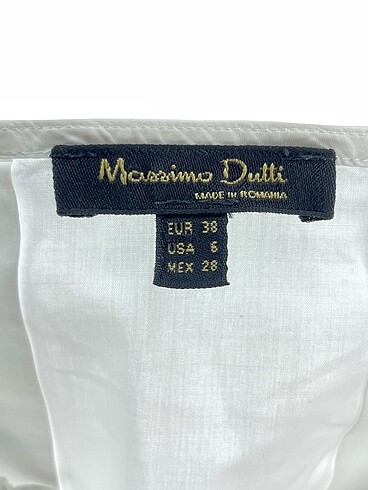 Massimo Dutti
MADE IN ROMANIA
EUR 38
USA 6
MEX 28